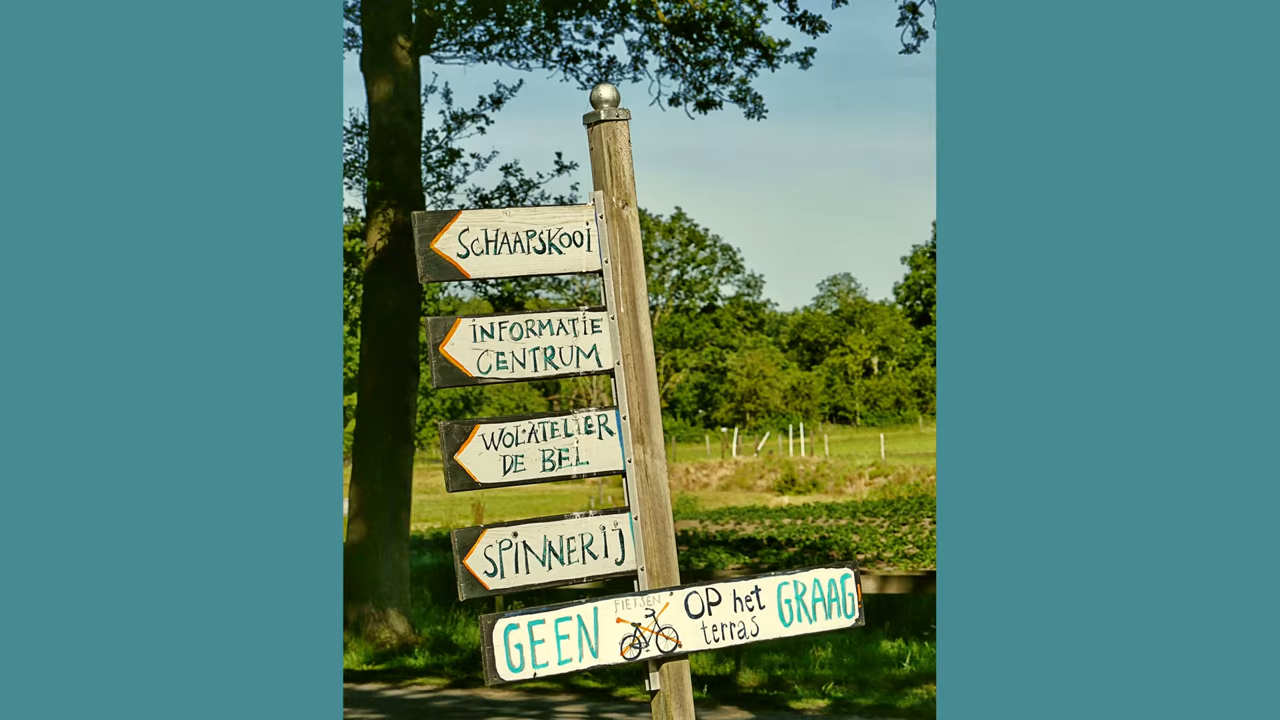 SCHAAPSKOOI
INFORMATIE
CENTRUM
WOL·ATELIER
DE BEL
SPINNERIJ
FIETSEN
GEEN OP het GRAAG
terras